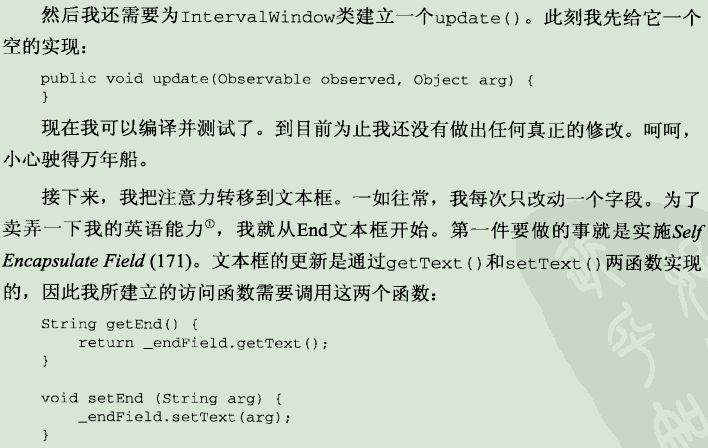 然后我还需要为IntervalWindow类建立一个update()。此刻我先给它一个
空的实现：
public void update(Observable observed, Object arg) {
}
现在我可以编译并测试了。到目前为止我还没有做出任何真正的修改。呵呵，
小心驶得万年船。
接下来，我把注意力转移到文本框。一如往常，我每次只改动一个字段。为了
卖弄一下我的英语能力①，我就从End文本框开始。第一件要做的事就是实施Self
Encapsulate Field (171)。文本框的更新是通过getText()和setText()两函数实现
的，因此我所建立的访问函数需要调用这两个函数：
String getEnd() {
return _endField.getText();
}
void setEnd (String arg) {
_endField.setText(arg);
}